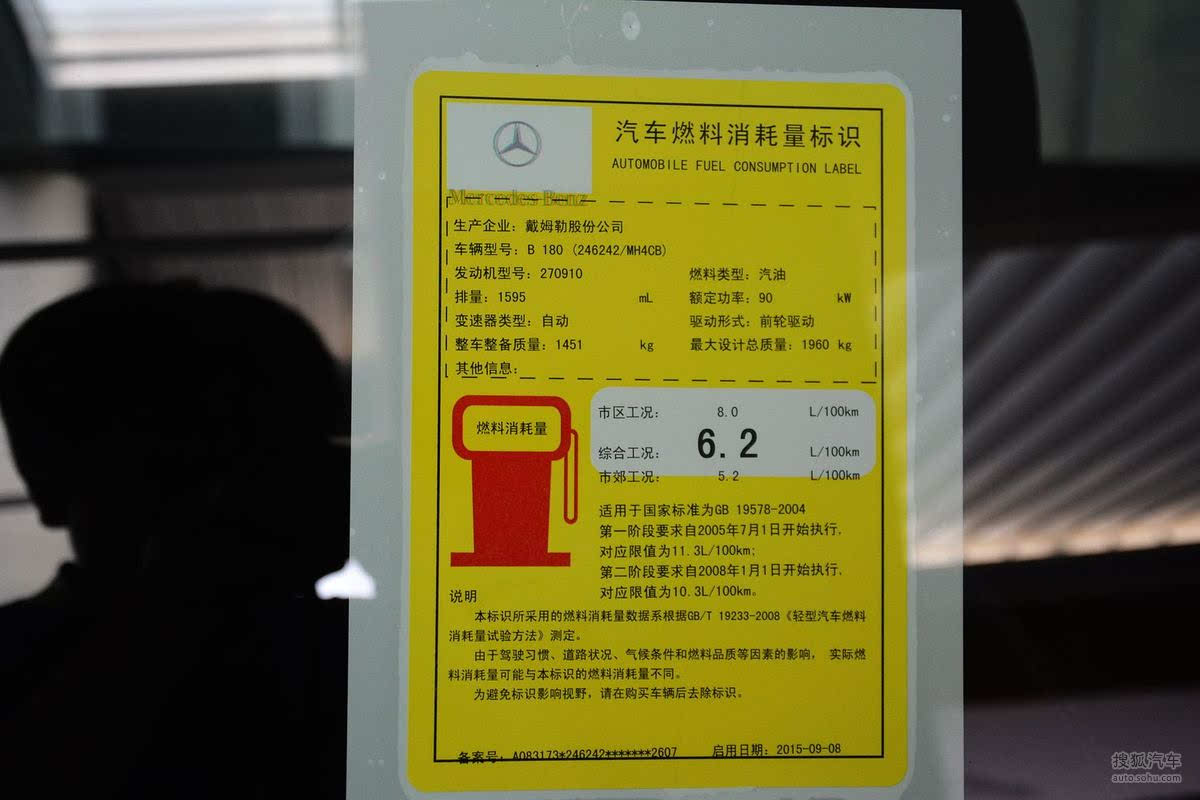 汽车燃料消耗量标识
AUTOMOBILE FUEL CONSUMPTION LABEL
Mercedes-Benz
生产企业：戴姆勒股份公司
车辆型号：B 180 (246242/MH4CB)
发动机型号：270910 燃料类型：汽油
排量：1595 mL 额定功率：90 kW
变速器类型：自动 驱动形式：前轮驱动
整车整备质量：1451 kg 最大设计总质量：1960 kg
其他信息：
燃料消耗量
市区工况： 8.0 L/100km
综合工况： 6.2 L/100km
市郊工况： 5.2 L/100km
适用于国家标准为GB 19578-2004
第一阶段要求自2005年7月1日开始执行，
对应限值为11.3L/100km；
第二阶段要求自2008年1月1日开始执行，
对应限值为10.3L/100km。
说明
本标识所采用的燃料消耗量数据系根据GB/T 19233-2008《轻型汽车燃料
消耗量试验方法》测定。
由于驾驶习惯、道路状况、气候条件和燃料品质等因素的影响， 实际燃
料消耗量可能与本标识的燃料消耗量不同。
为避免标识影响视野，请在购买车辆后去除标识。
备案号：A083173*246242*******2607 启用日期：2015-09-08
搜狐汽车
auto.sohu.com